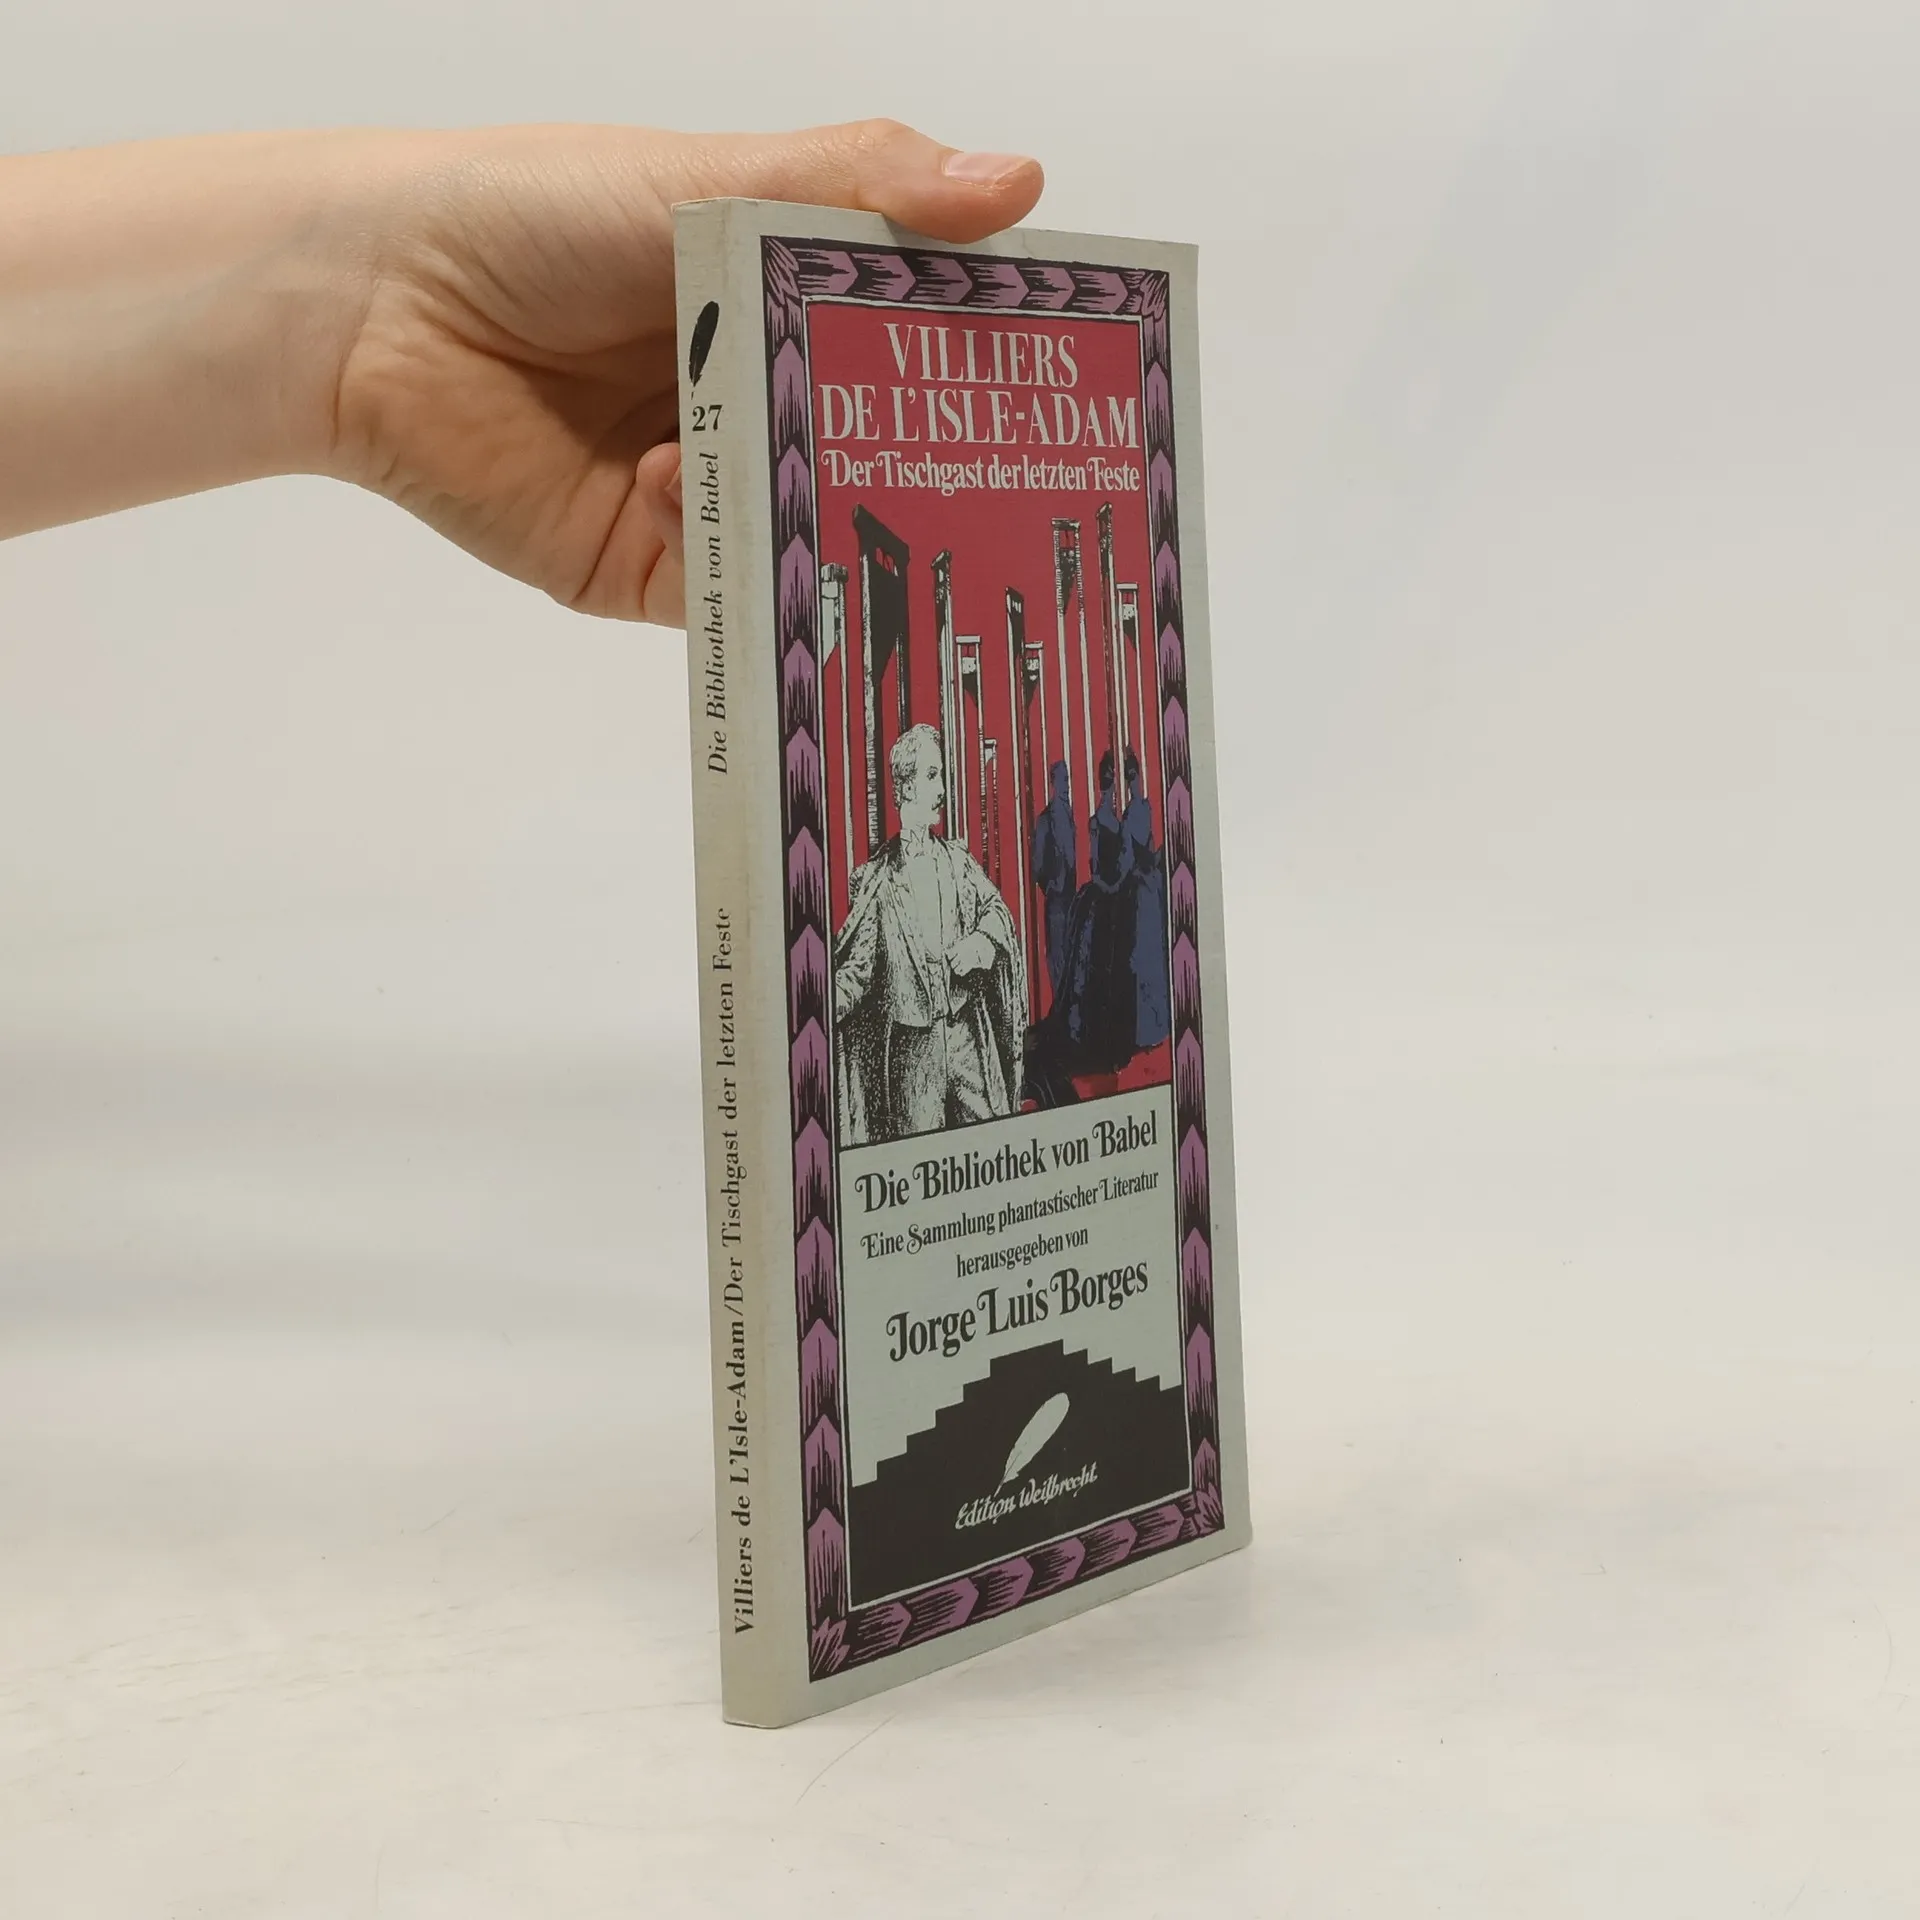 27
Die Bibliothek von Babel
Villiers de L'Isle-Adam/Der Tischgast der letzten Feste
VILLIERS
DE L'ISLE-ADAM
Der Tischgast der letzten Feste
Die Bibliothek von Babel
Eine Sammlung phantastischer Literatur
herausgegeben von
Jorge Luis Borges
Edition Weitbrecht